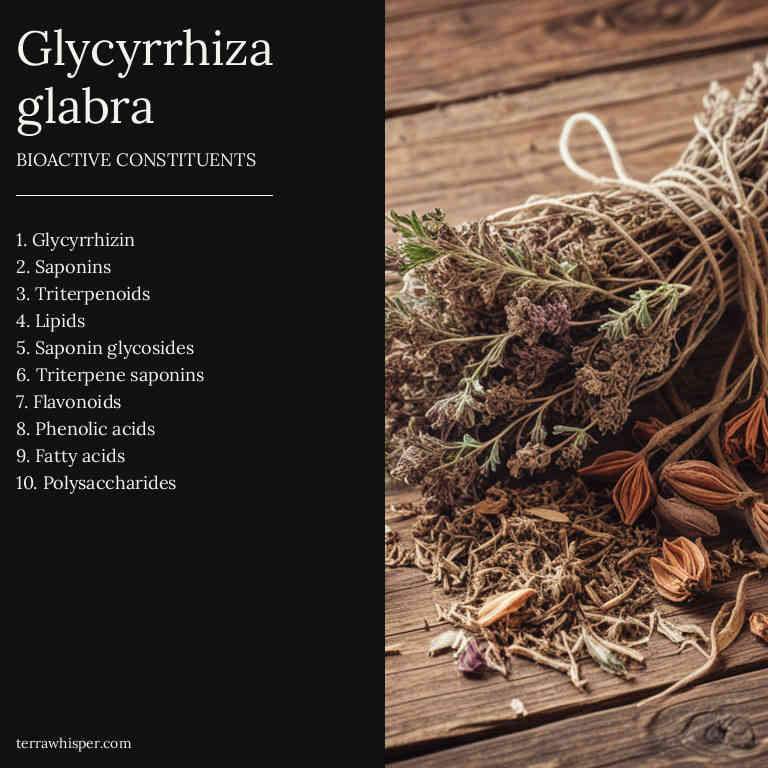 Glycyrrhiza
glabra
BIOACTIVE CONSTITUENTS
1. Glycyrrhizin
2. Saponins
3. Triterpenoids
4. Lipids
5. Saponin glycosides
6. Triterpene saponins
7. Flavonoids
8. Phenolic acids
9. Fatty acids
10. Polysaccharides
terrawhisper.com